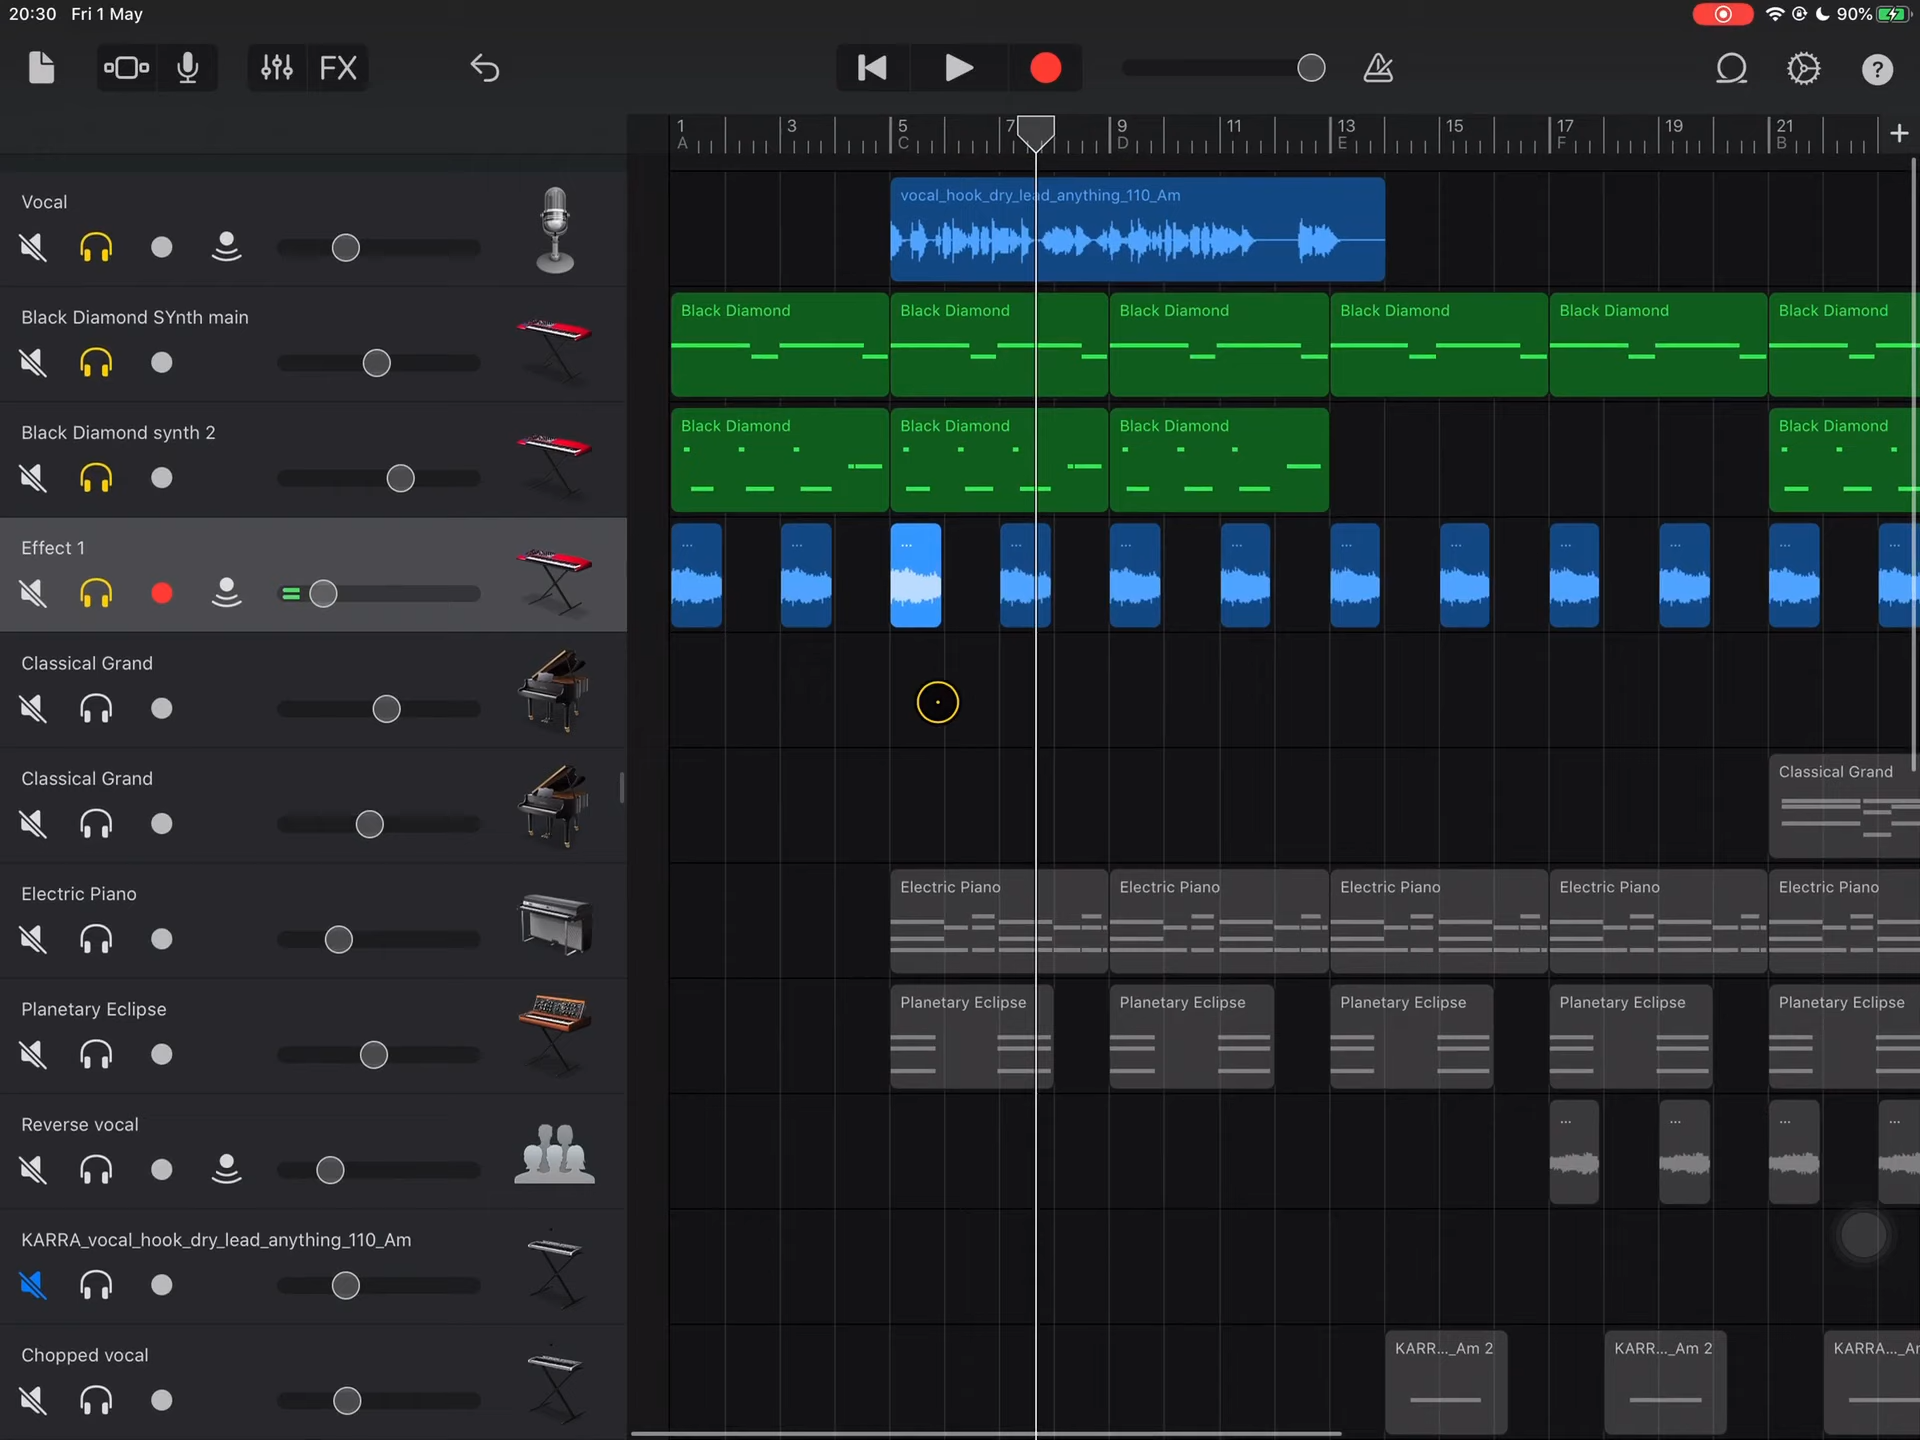 20:30 Fri 1 May
90%
FX
?
1 3 5 7 9 11 13 15 17 19 21 +
A C D E F B
Vocal
vocal_hook_dry_lead_anything_110_Am
Black Diamond SYnth main
Black Diamond Black Diamond Black Diamond Black Diamond Black Diamond Black Diamond
Black Diamond synth 2
Black Diamond Black Diamond Black Diamond Black Diamond
Effect 1
... ... ... ... ... ... ... ... ... ... ... ...
Classical Grand
Classical Grand
Classical Grand
Electric Piano
Electric Piano Electric Piano Electric Piano Electric Piano Electric Piano
Planetary Eclipse
Planetary Eclipse Planetary Eclipse Planetary Eclipse Planetary Eclipse Planetary Eclipse
Reverse vocal
... ... ... ...
KARRA_vocal_hook_dry_lead_anything_110_Am
Chopped vocal
KARR..._Am 2 KARR..._Am 2 KARRA..._Ar